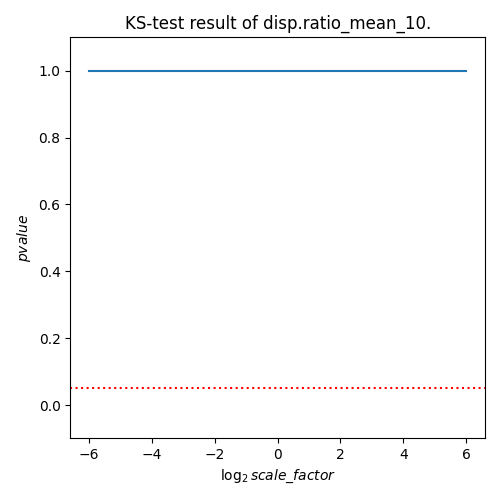 KS-test result of disp.ratio_mean_10.
1.0
0.8
0.6
0.4
0.2
0.0
pvalue
−6 −4 −2 0 2 4 6
log₂ scale_factor